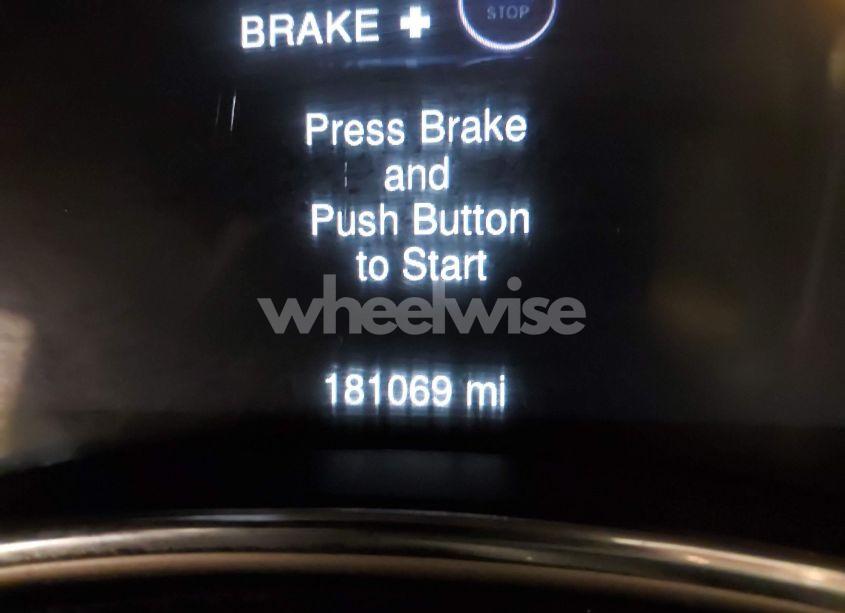 BRAKE + STOP
Press Brake
and
Push Button
to Start
wheelwise
181069 mi